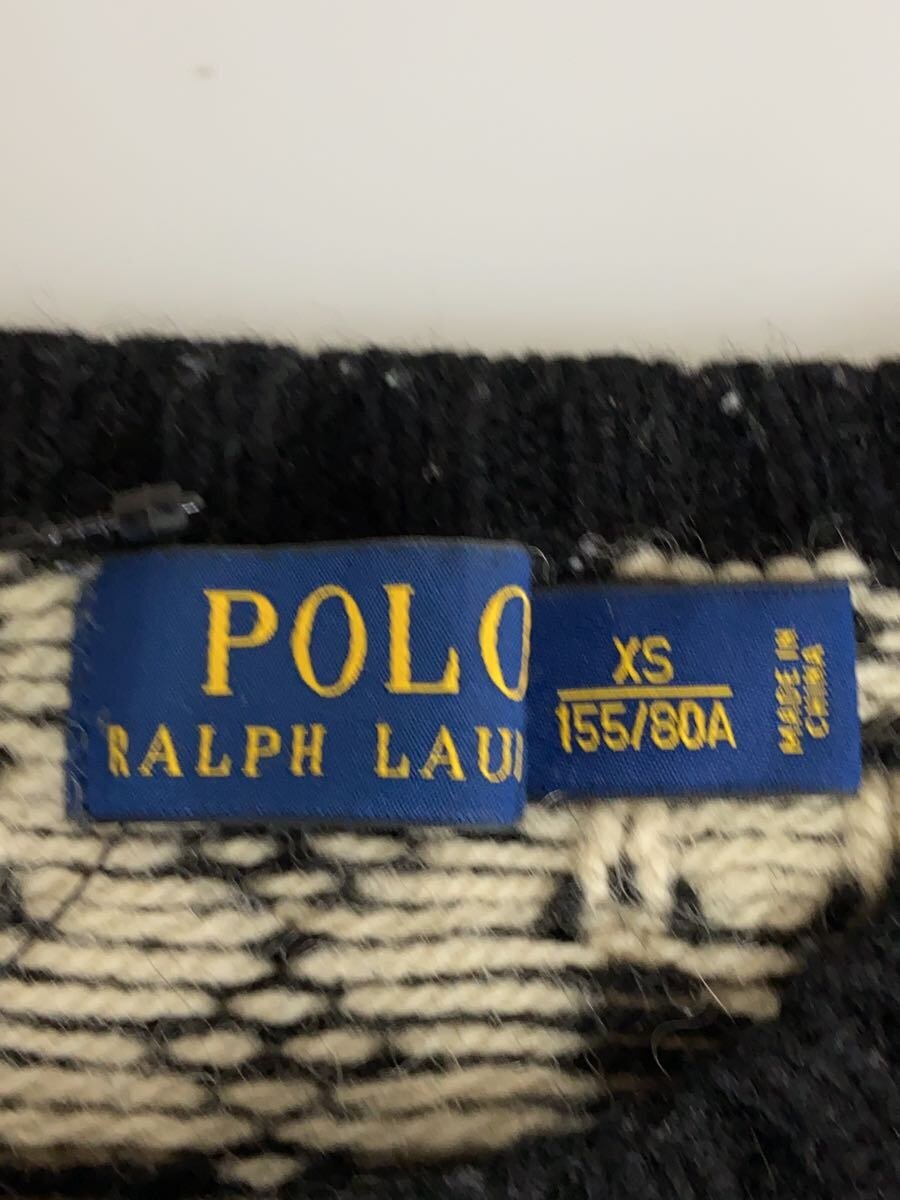 POLO
RALPH LAU
XS
155/80A
MADE IN
CHINA